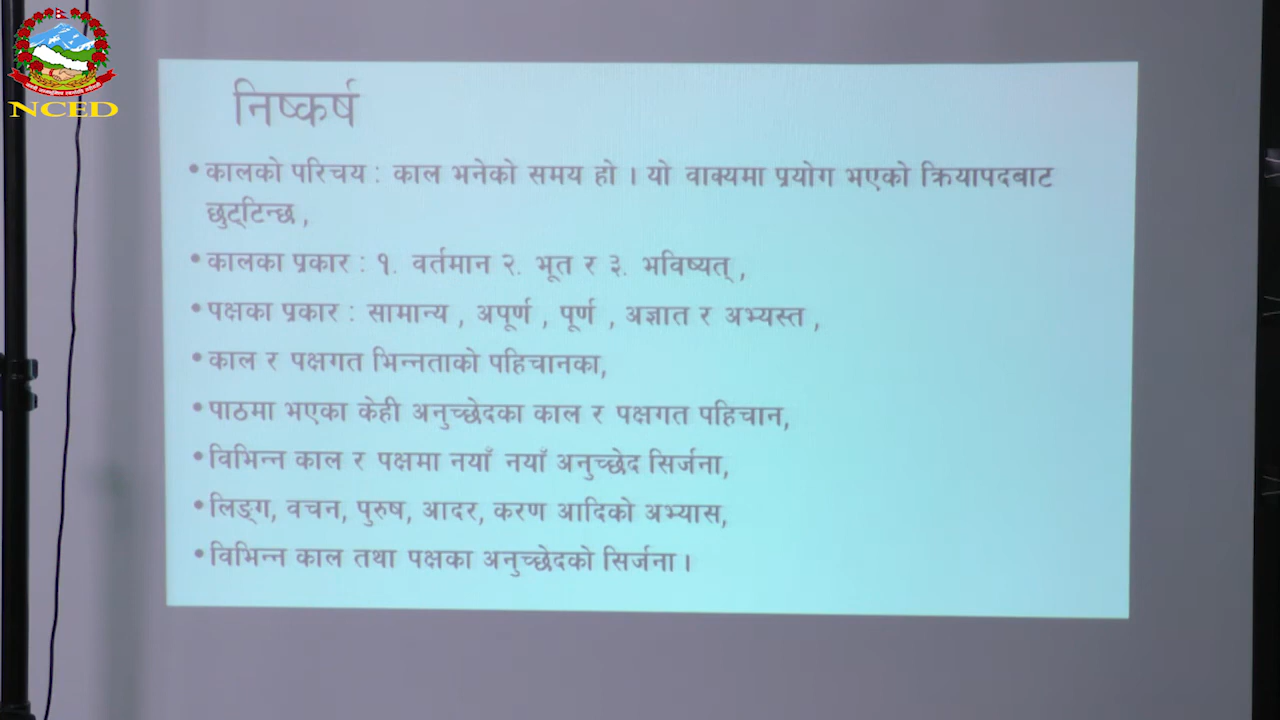 NCED
निष्कर्ष
• कालको परिचय : काल भनेको समय हो । यो वाक्यमा प्रयोग भएको क्रियापदबाट
छुट्टिन्छ ,
• कालका प्रकार : १. वर्तमान २. भूत र ३. भविष्यत् ,
• पक्षका प्रकार : सामान्य , अपूर्ण , पूर्ण , अज्ञात र अभ्यस्त ,
• काल र पक्षगत भिन्नताको पहिचानका,
• पाठमा भएका केही अनुच्छेदका काल र पक्षगत पहिचान,
• विभिन्न काल र पक्षमा नयाँ नयाँ अनुच्छेद सिर्जना,
• लिङ्ग, वचन, पुरुष, आदर, करण आदिको अभ्यास,
• विभिन्न काल तथा पक्षका अनुच्छेदको सिर्जना ।